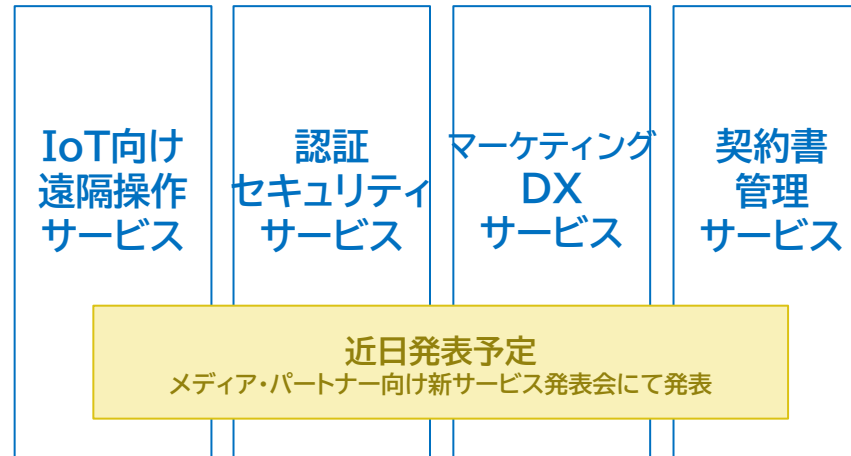 IoT向け
遠隔操作
サービス
認証
セキュリティ
サービス
マーケティング
DX
サービス
契約書
管理
サービス
近日発表予定
メディア・パートナー向け新サービス発表会にて発表